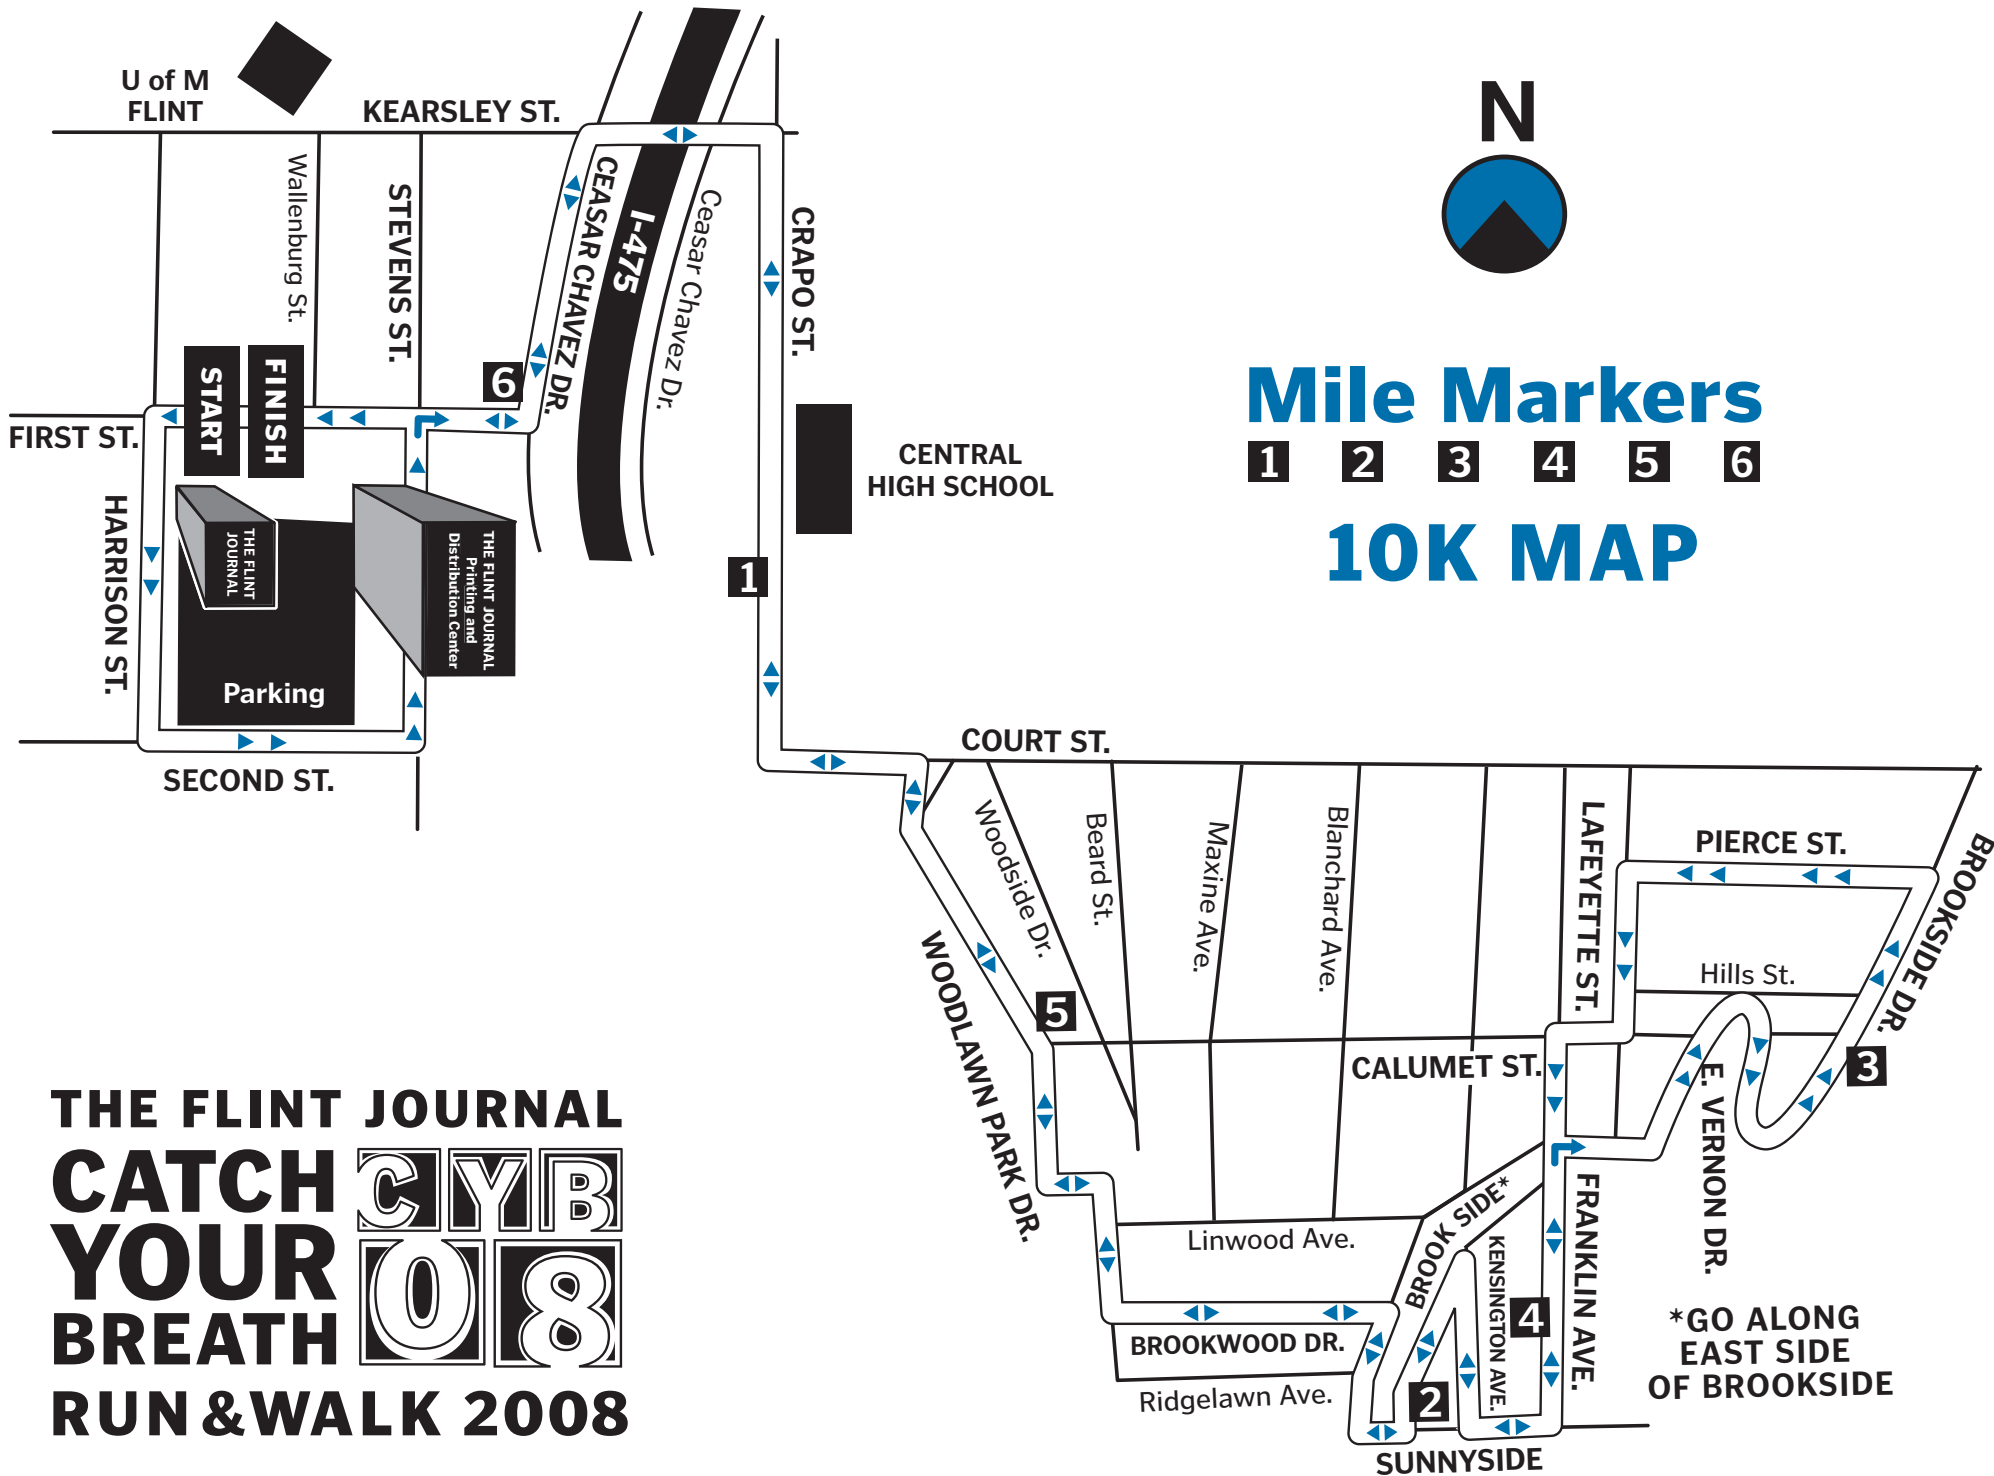 U of M
FLINT
KEARSLEY ST.
Wallenburg St.
STEVENS ST.
CEASAR CHAVEZ DR.
I-475
Ceasar Chavez Dr.
CRAPO ST.
N
START
FINISH
6
FIRST ST.
HARRISON ST.
THE FLINT
JOURNAL
THE FLINT JOURNAL
Printing and
Distribution Center
Parking
SECOND ST.
CENTRAL
HIGH SCHOOL
1
Mile Markers
1 2 3 4 5 6
10K MAP
COURT ST.
Woodside Dr.
Beard St.
Maxine Ave.
Blanchard Ave.
LAFEYETTE ST.
PIERCE ST.
BROOKSIDE DR.
Hills St.
WOODLAWN PARK DR.
5
CALUMET ST.
3
E. VERNON DR.
Linwood Ave.
BROOK SIDE*
KENSINGTON AVE.
4
FRANKLIN AVE.
BROOKWOOD DR.
Ridgelawn Ave.
2
SUNNYSIDE
*GO ALONG
EAST SIDE
OF BROOKSIDE
THE FLINT JOURNAL
CATCH
YOUR
BREATH
CYB
08
RUN & WALK 2008